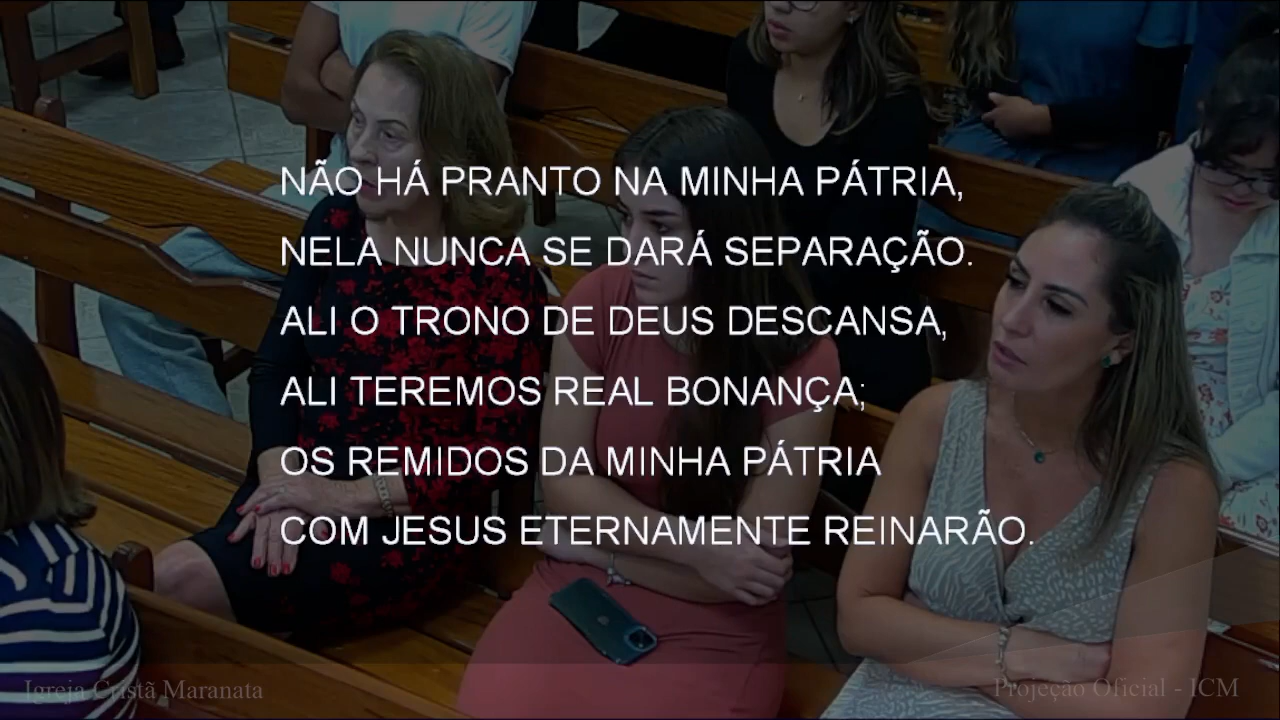 NÃO HÁ PRANTO NA MINHA PÁTRIA,
NELA NUNCA SE DARÁ SEPARAÇÃO.
ALI O TRONO DE DEUS DESCANSA,
ALI TEREMOS REAL BONANÇA;
OS REMIDOS DA MINHA PÁTRIA
COM JESUS ETERNAMENTE REINARÃO.
Igreja Cristã Maranata
Projeção Oficial - ICM